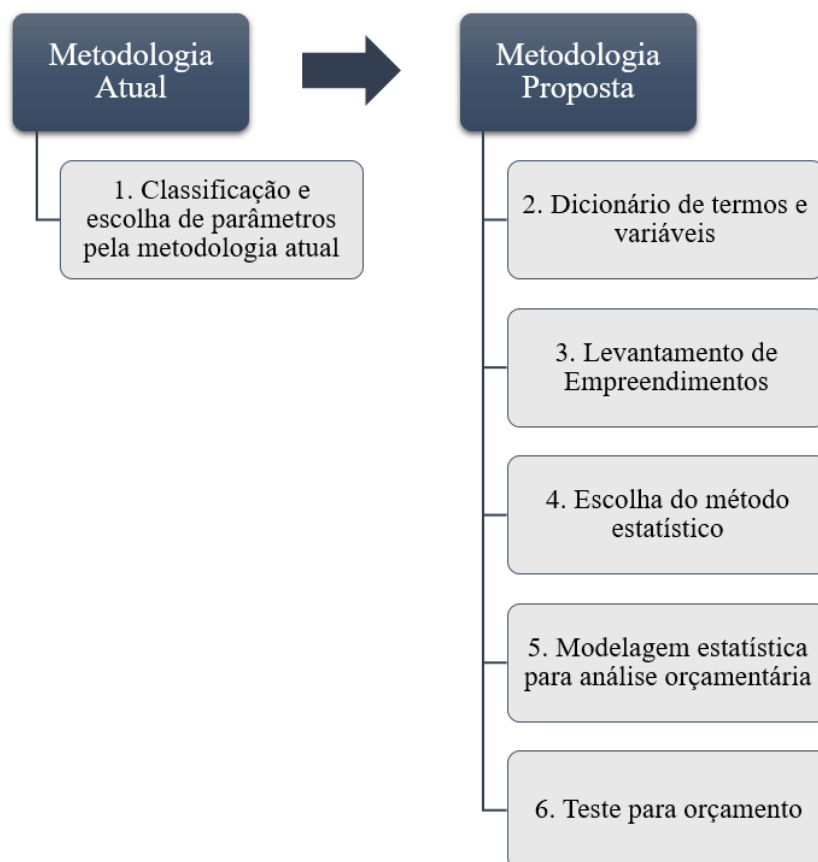 Metodologia
Atual
1. Classificação e
escolha de parâmetros
pela metodologia atual
Metodologia
Proposta
2. Dicionário de termos e
variáveis
3. Levantamento de
Empreendimentos
4. Escolha do método
estatístico
5. Modelagem estatística
para análise orçamentária
6. Teste para orçamento